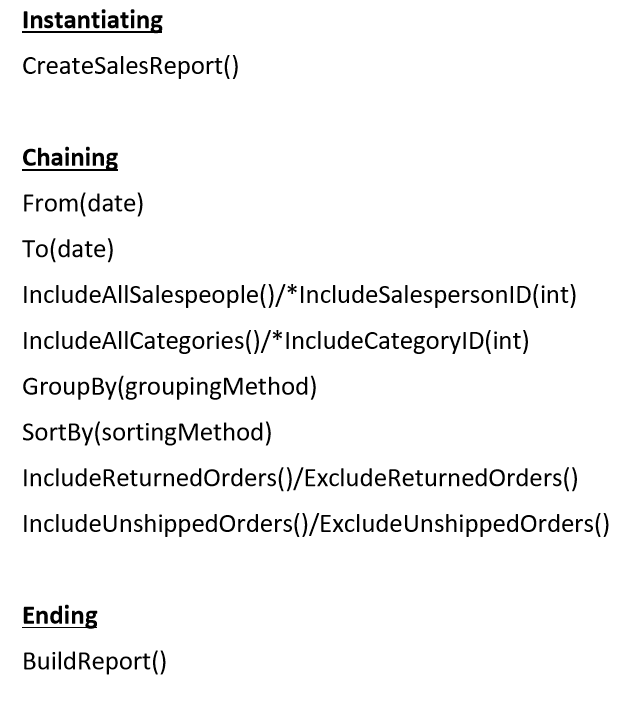 Instantiating
CreateSalesReport()
Chaining
From(date)
To(date)
IncludeAllSalespeople()/*IncludeSalespersonID(int)
IncludeAllCategories()/*IncludeCategoryID(int)
GroupBy(groupingMethod)
SortBy(sortingMethod)
IncludeReturnedOrders()/ExcludeReturnedOrders()
IncludeUnshippedOrders()/ExcludeUnshippedOrders()
Ending
BuildReport()